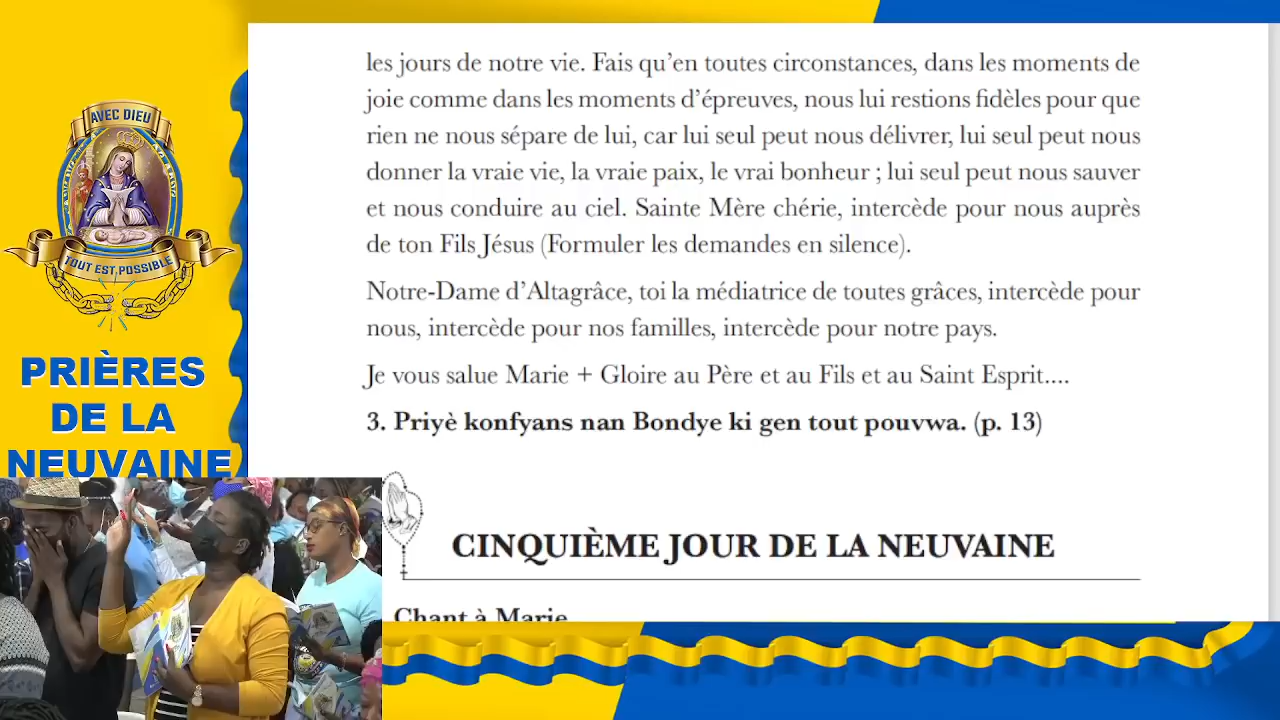 AVEC DIEU
TOUT EST POSSIBLE
PRIÈRES
DE LA
NEUVAINE
les jours de notre vie. Fais qu'en toutes circonstances, dans les moments de
joie comme dans les moments d'épreuves, nous lui restions fidèles pour que
rien ne nous sépare de lui, car lui seul peut nous délivrer, lui seul peut nous
donner la vraie vie, la vraie paix, le vrai bonheur ; lui seul peut nous sauver
et nous conduire au ciel. Sainte Mère chérie, intercède pour nous auprès
de ton Fils Jésus (Formuler les demandes en silence).
Notre-Dame d'Altagrâce, toi la médiatrice de toutes grâces, intercède pour
nous, intercède pour nos familles, intercède pour notre pays.
Je vous salue Marie + Gloire au Père et au Fils et au Saint Esprit....
3. Priyè konfyans nan Bondye ki gen tout pouvwa. (p. 13)
CINQUIÈME JOUR DE LA NEUVAINE
Chant à Marie